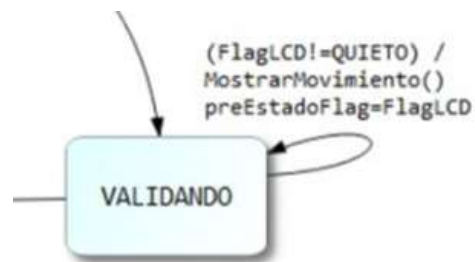 (FlagLCD!=QUIETO) /
MostrarMovimiento()
preEstadoFlag=FlagLCD
VALIDANDO